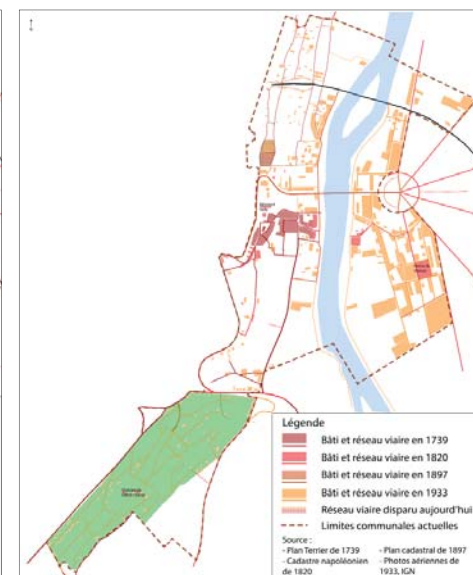 Légende
Bâti et réseau viaire en 1739
Bâti et réseau viaire en 1820
Bâti et réseau viaire en 1897
Bâti et réseau viaire en 1933
Réseau viaire disparu aujourd'hui
Limites communales actuelles
Source :
- Plan Terrier de 1739
- Cadastre napoléonien de 1820
- Plan cadastral de 1897
- Photos aériennes de 1933, IGN